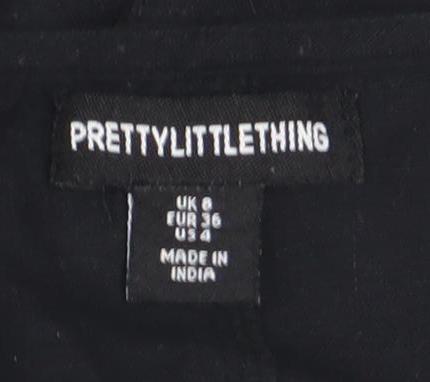 PRETTYLITTLETHING
UK 8
EUR 36
US 4
MADE IN
INDIA